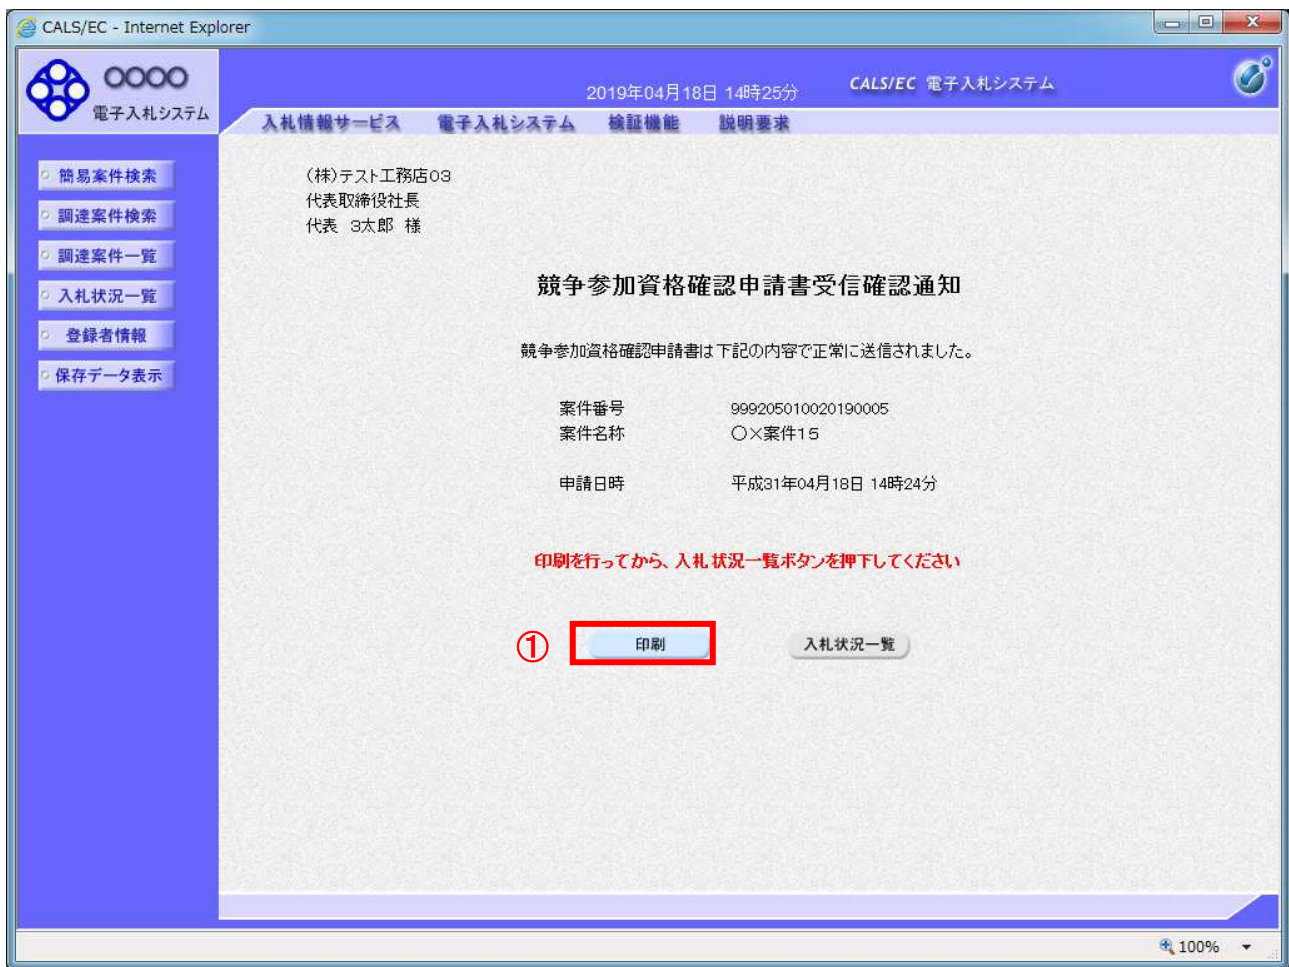 CALS/EC - Internet Explorer
○○○○
電子入札システム
2019年04月18日 14時25分
CALS/EC 電子入札システム
入札情報サービス 電子入札システム 検証機能 説明要求
簡易案件検索
調達案件検索
調達案件一覧
入札状況一覧
登録者情報
保存データ表示
(株)テスト工務店03
代表取締役社長
代表 3太郎 様
競争参加資格確認申請書受信確認通知
競争参加資格確認申請書は下記の内容で正常に送信されました。
案件番号 999205010020190005
案件名称 ○×案件15
申請日時 平成31年04月18日 14時24分
印刷を行ってから、入札状況一覧ボタンを押下してください
① 印刷 入札状況一覧
100%